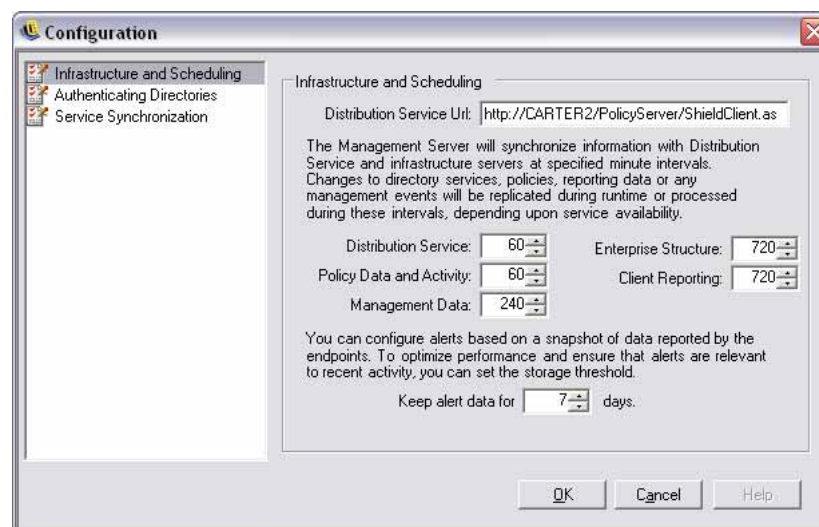 Configuration
Infrastructure and Scheduling
Authenticating Directories
Service Synchronization
Infrastructure and Scheduling
Distribution Service Url: http://CARTER2/PolicyServer/ShieldClient.as
The Management Server will synchronize information with Distribution
Service and infrastructure servers at specified minute intervals.
Changes to directory services, policies, reporting data or any
management events will be replicated during runtime or processed
during these intervals, depending upon service availability.
Distribution Service: 60 Enterprise Structure: 720
Policy Data and Activity: 60 Client Reporting: 720
Management Data: 240
You can configure alerts based on a snapshot of data reported by the
endpoints. To optimize performance and ensure that alerts are relevant
to recent activity, you can set the storage threshold.
Keep alert data for 7 days.
OK Cancel Help